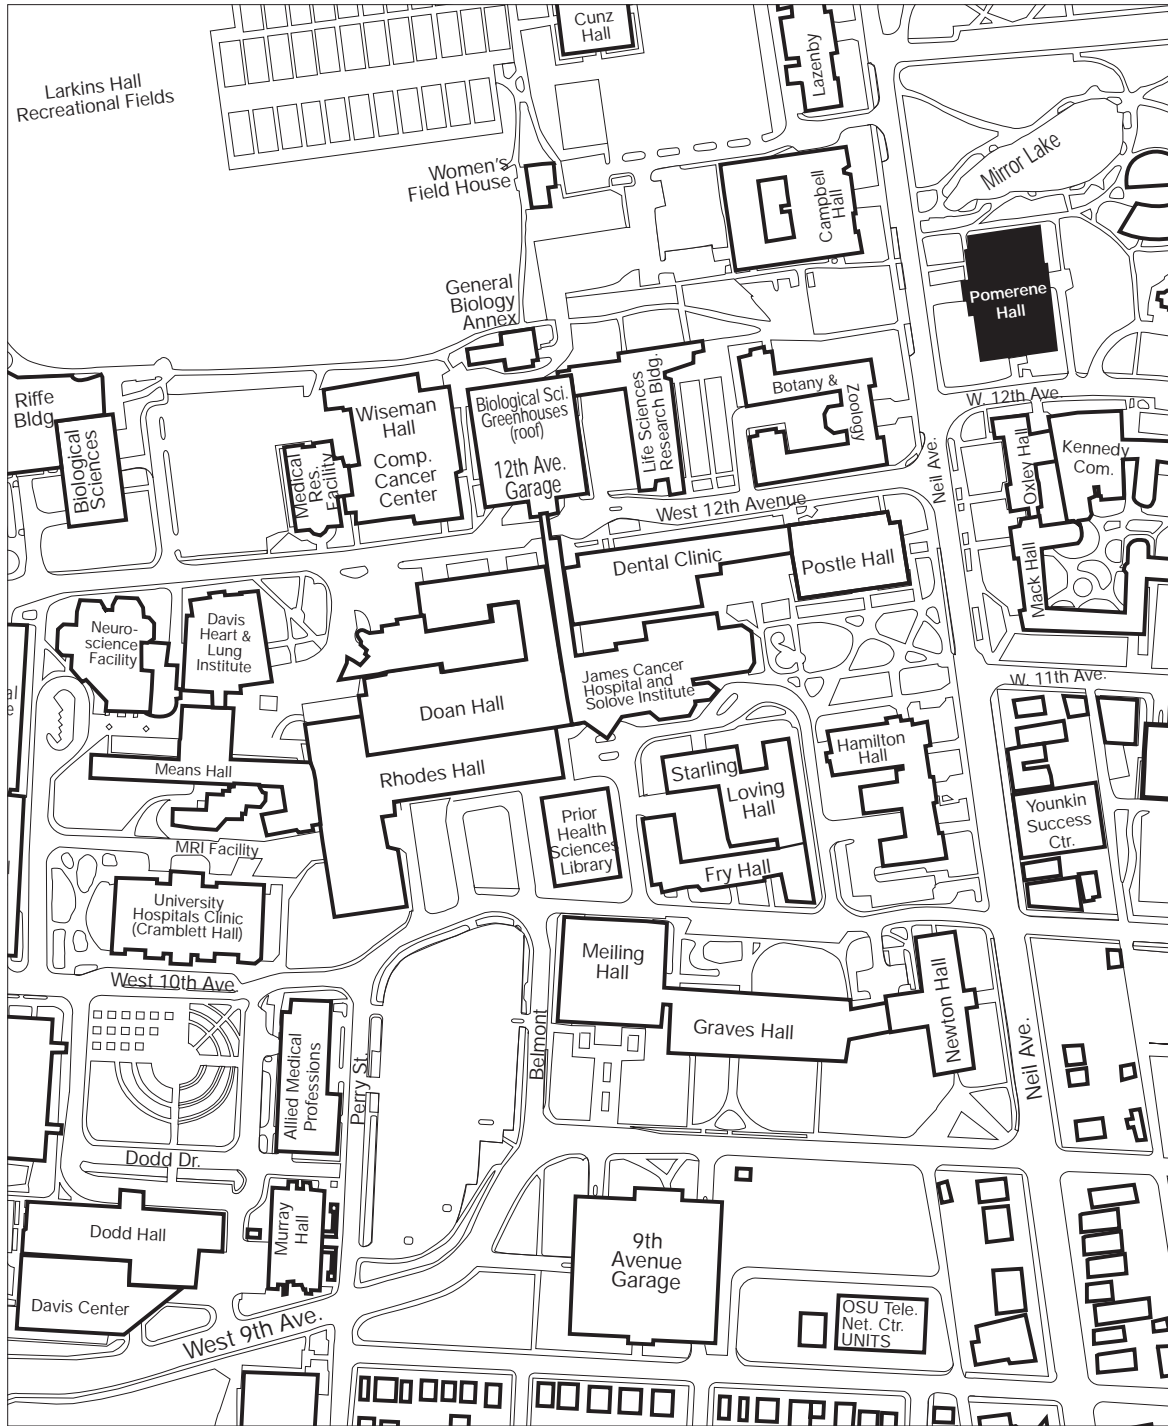 Cunz
Hall
Lazenby
Larkins Hall
Recreational Fields
Mirror Lake
Women's
Field House
Campbell
Hall
General
Biology
Annex
Pomerene
Hall
Riffe
Bldg.
Biological
Sciences
Wiseman
Hall
Comp.
Cancer
Center
Medical
Res.
Facility
Biological Sci.
Greenhouses
(roof)
12th Ave.
Garage
Life Sciences
Research Bldg.
Botany &
Zoology
W. 12th Ave.
Neil Ave.
Oxley Hall
Kennedy
Com.
West 12th Avenue
Dental Clinic
Postle Hall
Mack Hall
Neuro-
science
Facility
Davis
Heart &
Lung
Institute
James Cancer
Hospital and
Solove Institute
W. 11th Ave.
Doan Hall
Hamilton
Hall
Means Hall
Rhodes Hall
Starling
Loving
Hall
Prior
Health
Sciences
Library
Younkin
Success
Ctr.
MRI Facility
Fry Hall
University
Hospitals Clinic
(Cramblett Hall)
Meiling
Hall
West 10th Ave
Newton Hall
Graves Hall
Belmont
Neil Ave.
Allied Medical
Professions
Perry St.
Dodd Dr.
Dodd Hall
Murray
Hall
9th
Avenue
Garage
Davis Center
West 9th Ave.
OSU Tele.
Net. Ctr.
UNITS